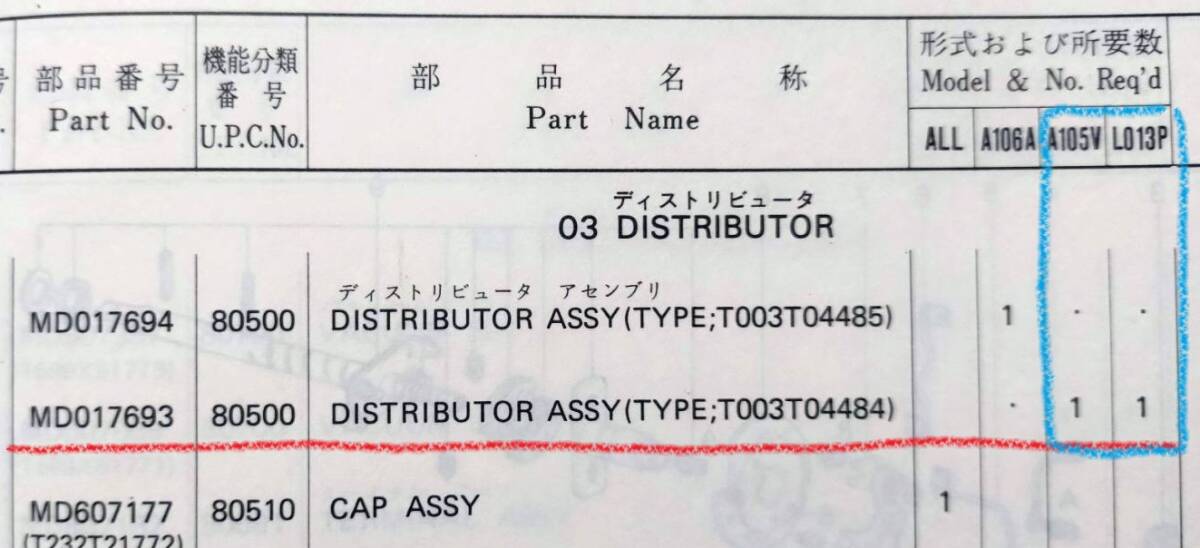 号 部品番号 機能分類 部品名称 形式および所要数
番号
Part No. Part Name Model & No. Req'd
U.P.C.No. ALL A106A A105V L013P
ディストリビュータ
03 DISTRIBUTOR
ディストリビュータ アセンブリ
MD017694 80500 DISTRIBUTOR ASSY(TYPE;T003T04485) 1 · ·
MD017693 80500 DISTRIBUTOR ASSY(TYPE;T003T04484) · 1 1
MD607177 80510 CAP ASSY 1
(T232T21772)